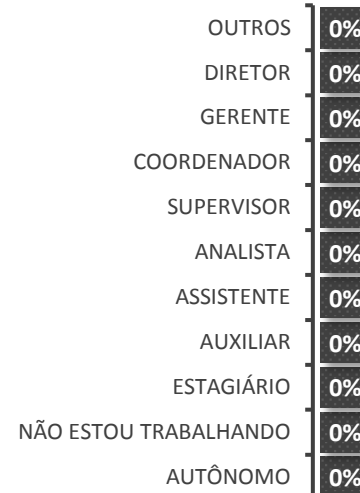 OUTROS 0%
DIRETOR 0%
GERENTE 0%
COORDENADOR 0%
SUPERVISOR 0%
ANALISTA 0%
ASSISTENTE 0%
AUXILIAR 0%
ESTAGIÁRIO 0%
NÃO ESTOU TRABALHANDO 0%
AUTÔNOMO 0%